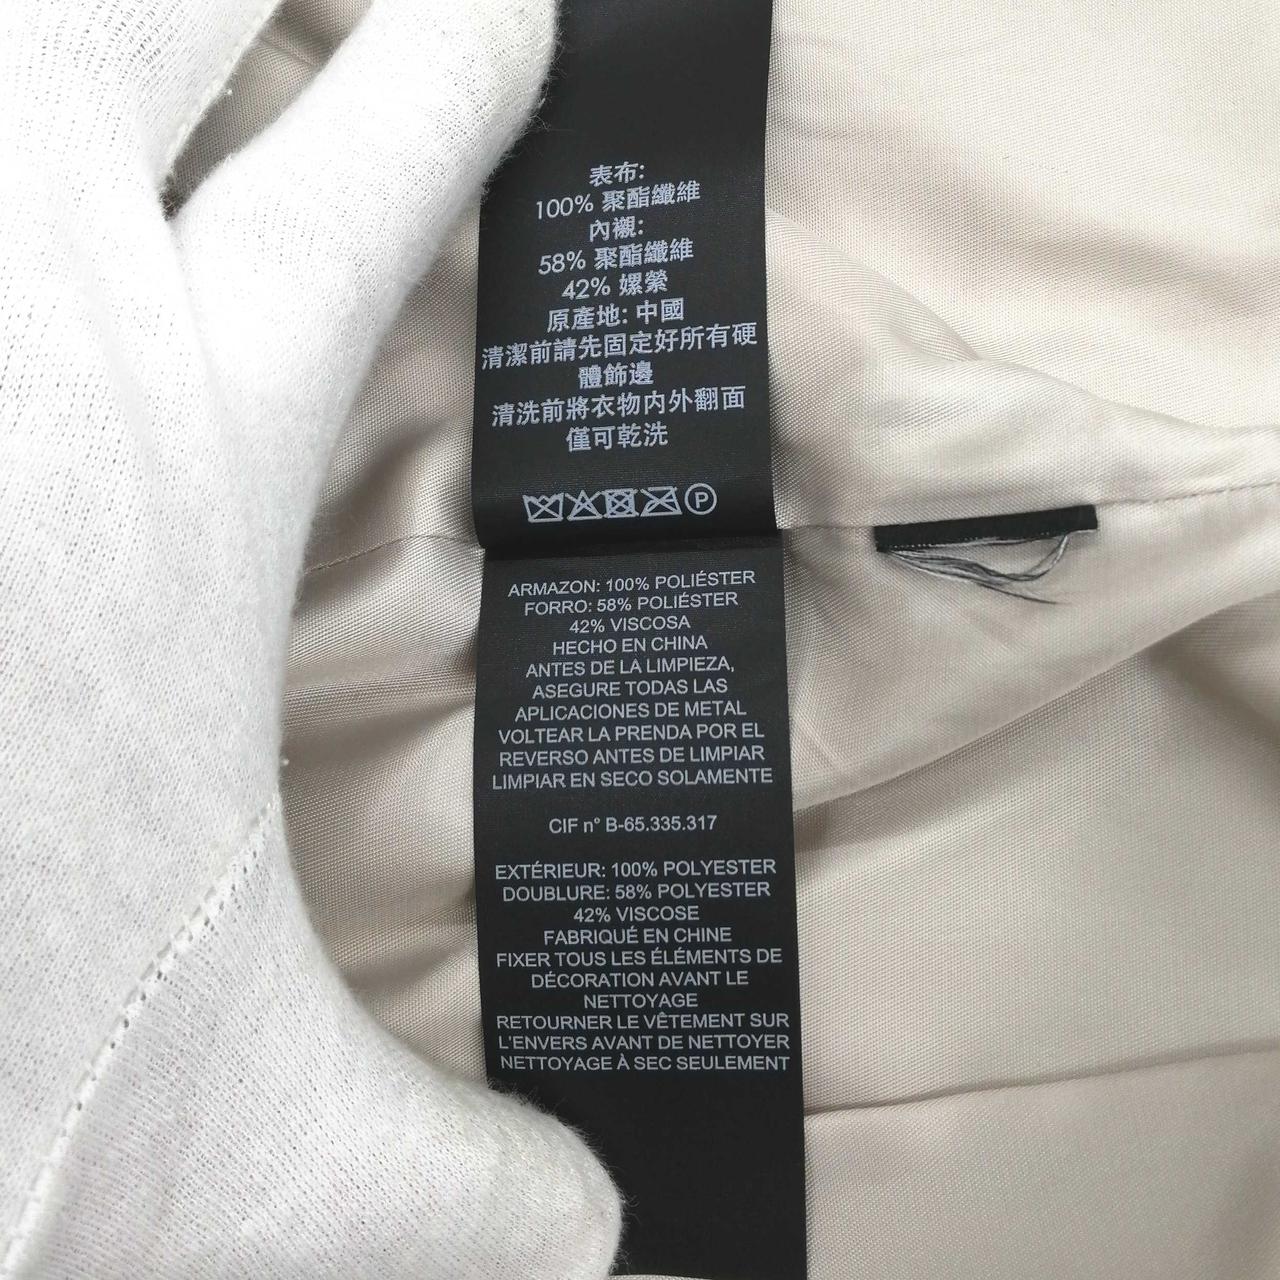 表布:
100% 聚酯纖維
內襯:
58% 聚酯纖維
42% 嫘縈
原產地: 中國
清潔前請先固定好所有硬
體飾邊
清洗前將衣物內外翻面
僅可乾洗
P
ARMAZON: 100% POLIÉSTER
FORRO: 58% POLIÉSTER
42% VISCOSA
HECHO EN CHINA
ANTES DE LA LIMPIEZA,
ASEGURE TODAS LAS
APLICACIONES DE METAL
VOLTEAR LA PRENDA POR EL
REVERSO ANTES DE LIMPIAR
LIMPIAR EN SECO SOLAMENTE
CIF n° B-65.335.317
EXTÉRIEUR: 100% POLYESTER
DOUBLURE: 58% POLYESTER
42% VISCOSE
FABRIQUÉ EN CHINE
FIXER TOUS LES ÉLÉMENTS DE
DÉCORATION AVANT LE
NETTOYAGE
RETOURNER LE VÊTEMENT SUR
L'ENVERS AVANT DE NETTOYER
NETTOYAGE À SEC SEULEMENT